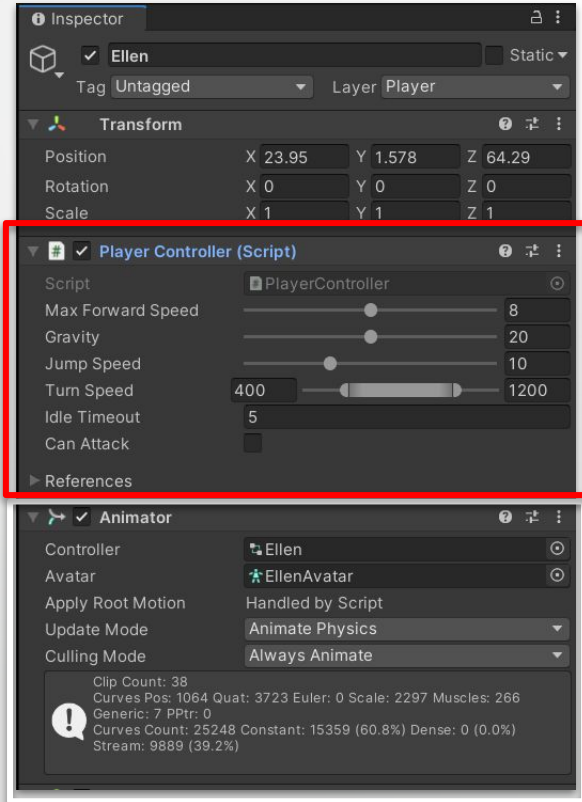 Inspector
Ellen Static
Tag Untagged Layer Player
Transform
Position X 23.95 Y 1.578 Z 64.29
Rotation X 0 Y 0 Z 0
Scale X 1 Y 1 Z 1
# Player Controller (Script)
Script # PlayerController
Max Forward Speed 8
Gravity 20
Jump Speed 10
Turn Speed 400 1200
Idle Timeout 5
Can Attack
References
Animator
Controller Ellen
Avatar EllenAvatar
Apply Root Motion Handled by Script
Update Mode Animate Physics
Culling Mode Always Animate
Clip Count: 38
Curves Pos: 1064 Quat: 3723 Euler: 0 Scale: 2297 Muscles: 266
Generic: 7 PPtr: 0
Curves Count: 25248 Constant: 15359 (60.8%) Dense: 0 (0.0%)
Stream: 9889 (39.2%)